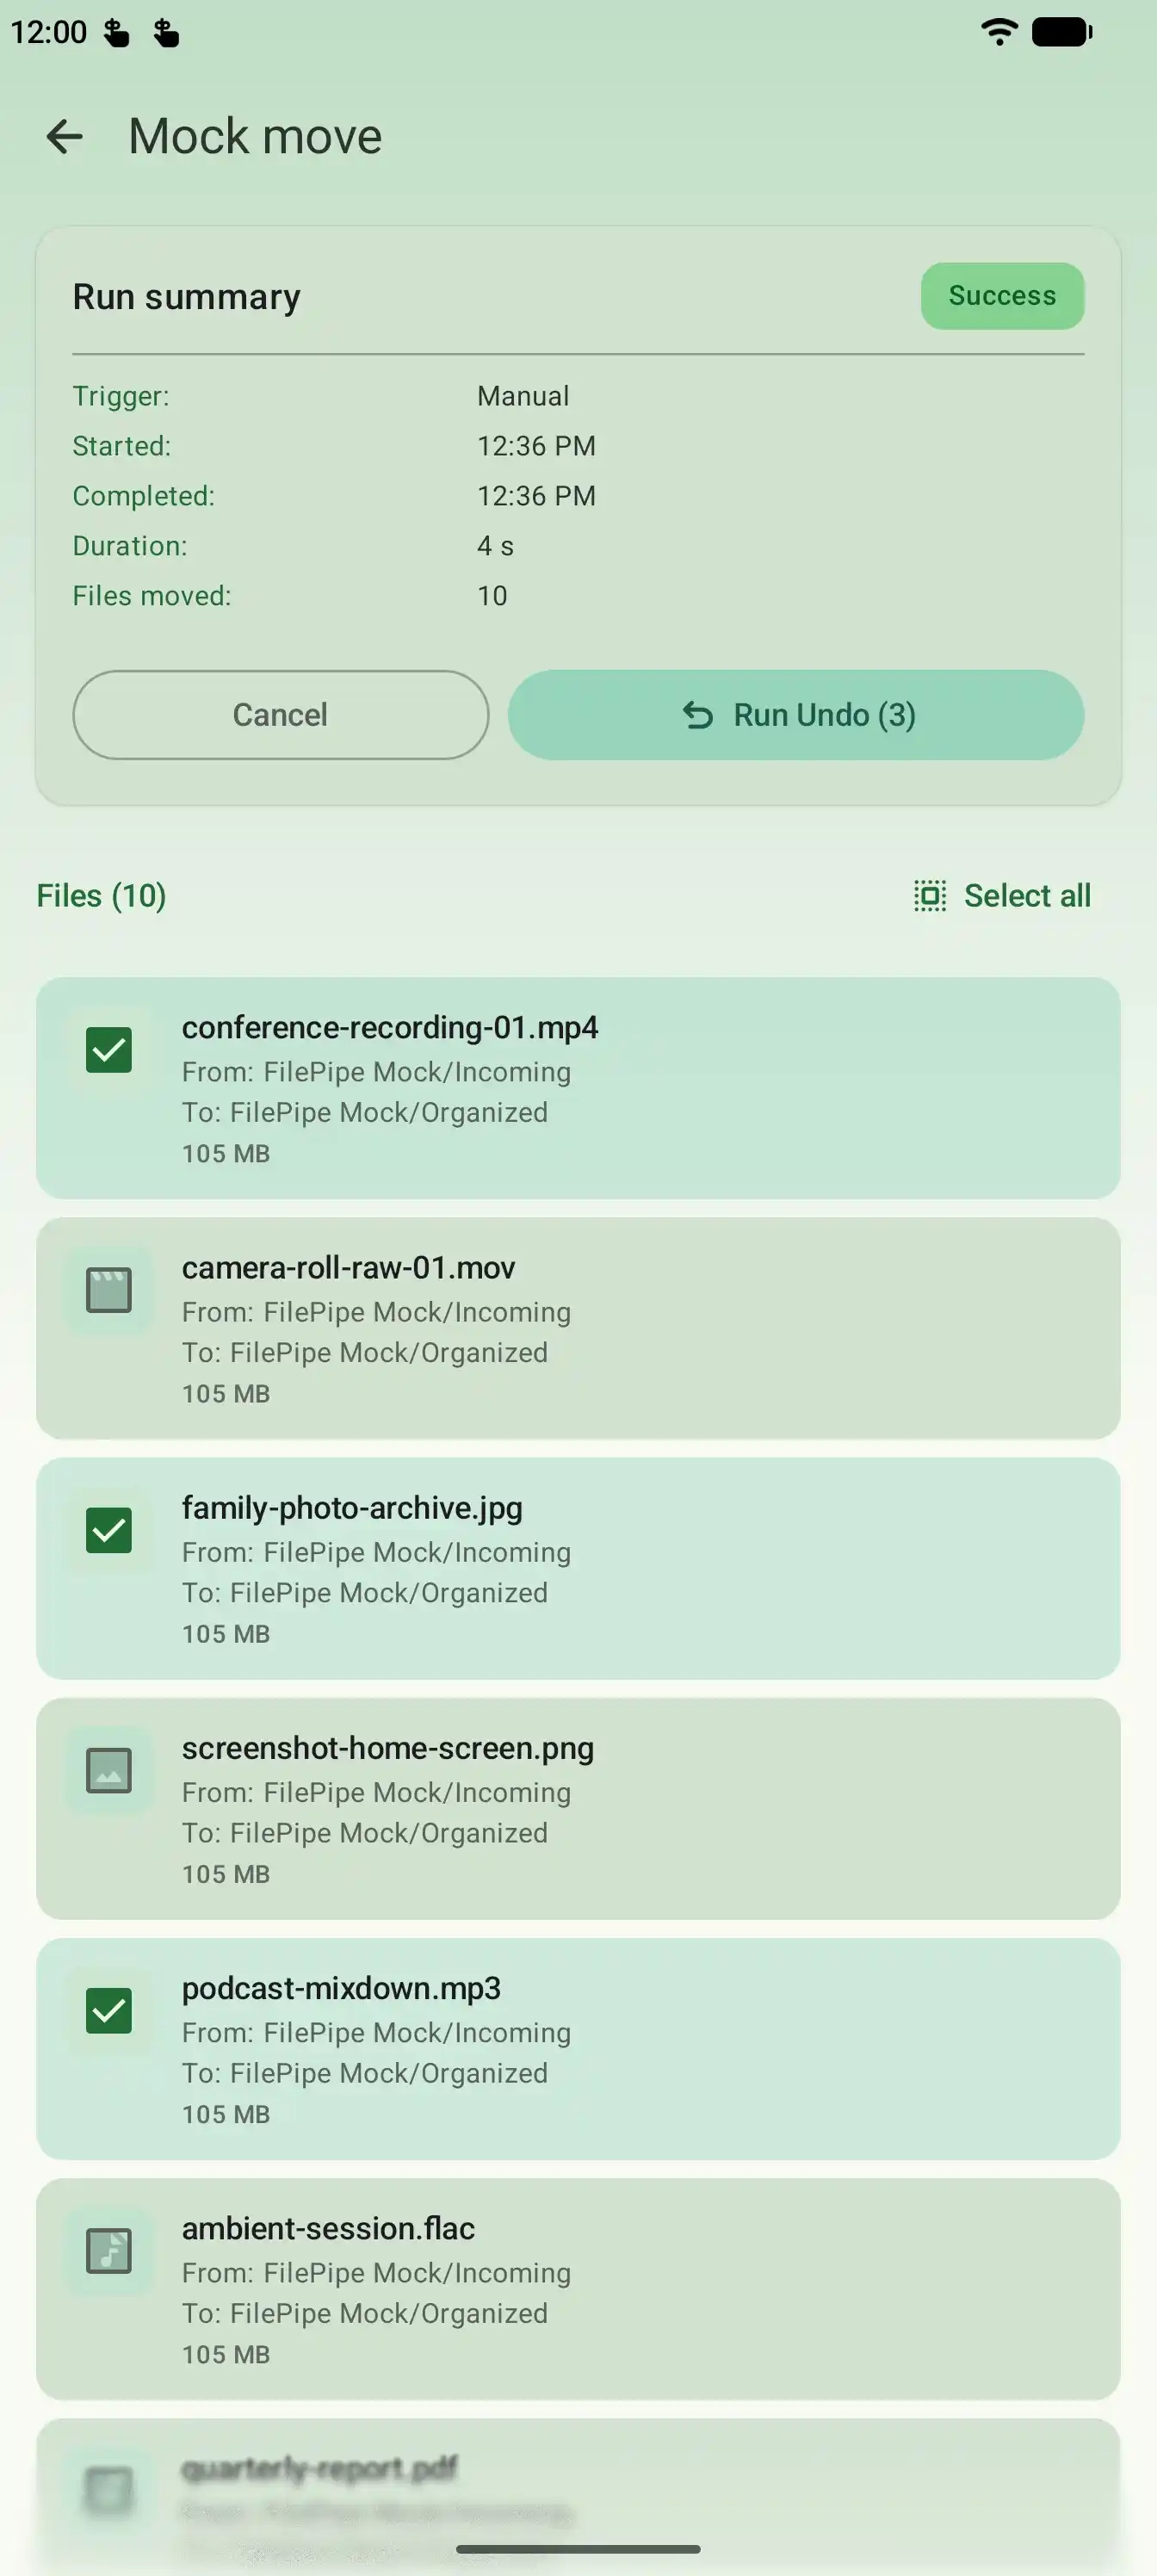 12:00
Mock move
Run summary
Success
Trigger: Manual
Started: 12:36 PM
Completed: 12:36 PM
Duration: 4 s
Files moved: 10
Cancel
Run Undo (3)
Files (10)
Select all
conference-recording-01.mp4
From: FilePipe Mock/Incoming
To: FilePipe Mock/Organized
105 MB
camera-roll-raw-01.mov
From: FilePipe Mock/Incoming
To: FilePipe Mock/Organized
105 MB
family-photo-archive.jpg
From: FilePipe Mock/Incoming
To: FilePipe Mock/Organized
105 MB
screenshot-home-screen.png
From: FilePipe Mock/Incoming
To: FilePipe Mock/Organized
105 MB
podcast-mixdown.mp3
From: FilePipe Mock/Incoming
To: FilePipe Mock/Organized
105 MB
ambient-session.flac
From: FilePipe Mock/Incoming
To: FilePipe Mock/Organized
105 MB
quarterly-report.pdf